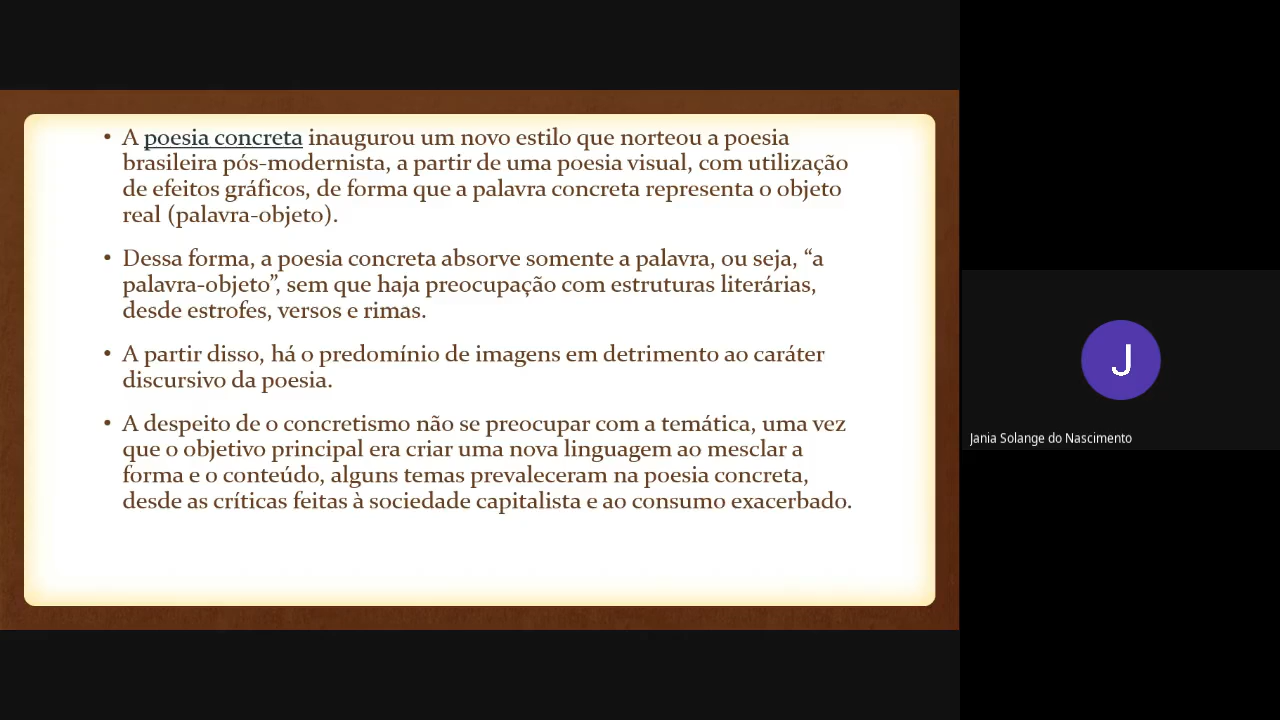 • A poesia concreta inaugurou um novo estilo que norteou a poesia
brasileira pós-modernista, a partir de uma poesia visual, com utilização
de efeitos gráficos, de forma que a palavra concreta representa o objeto
real (palavra-objeto).
• Dessa forma, a poesia concreta absorve somente a palavra, ou seja, “a
palavra-objeto”, sem que haja preocupação com estruturas literárias,
desde estrofes, versos e rimas.
• A partir disso, há o predomínio de imagens em detrimento ao caráter
discursivo da poesia.
• A despeito de o concretismo não se preocupar com a temática, uma vez
que o objetivo principal era criar uma nova linguagem ao mesclar a
forma e o conteúdo, alguns temas prevaleceram na poesia concreta,
desde as críticas feitas à sociedade capitalista e ao consumo exacerbado.
J
Jania Solange do Nascimento